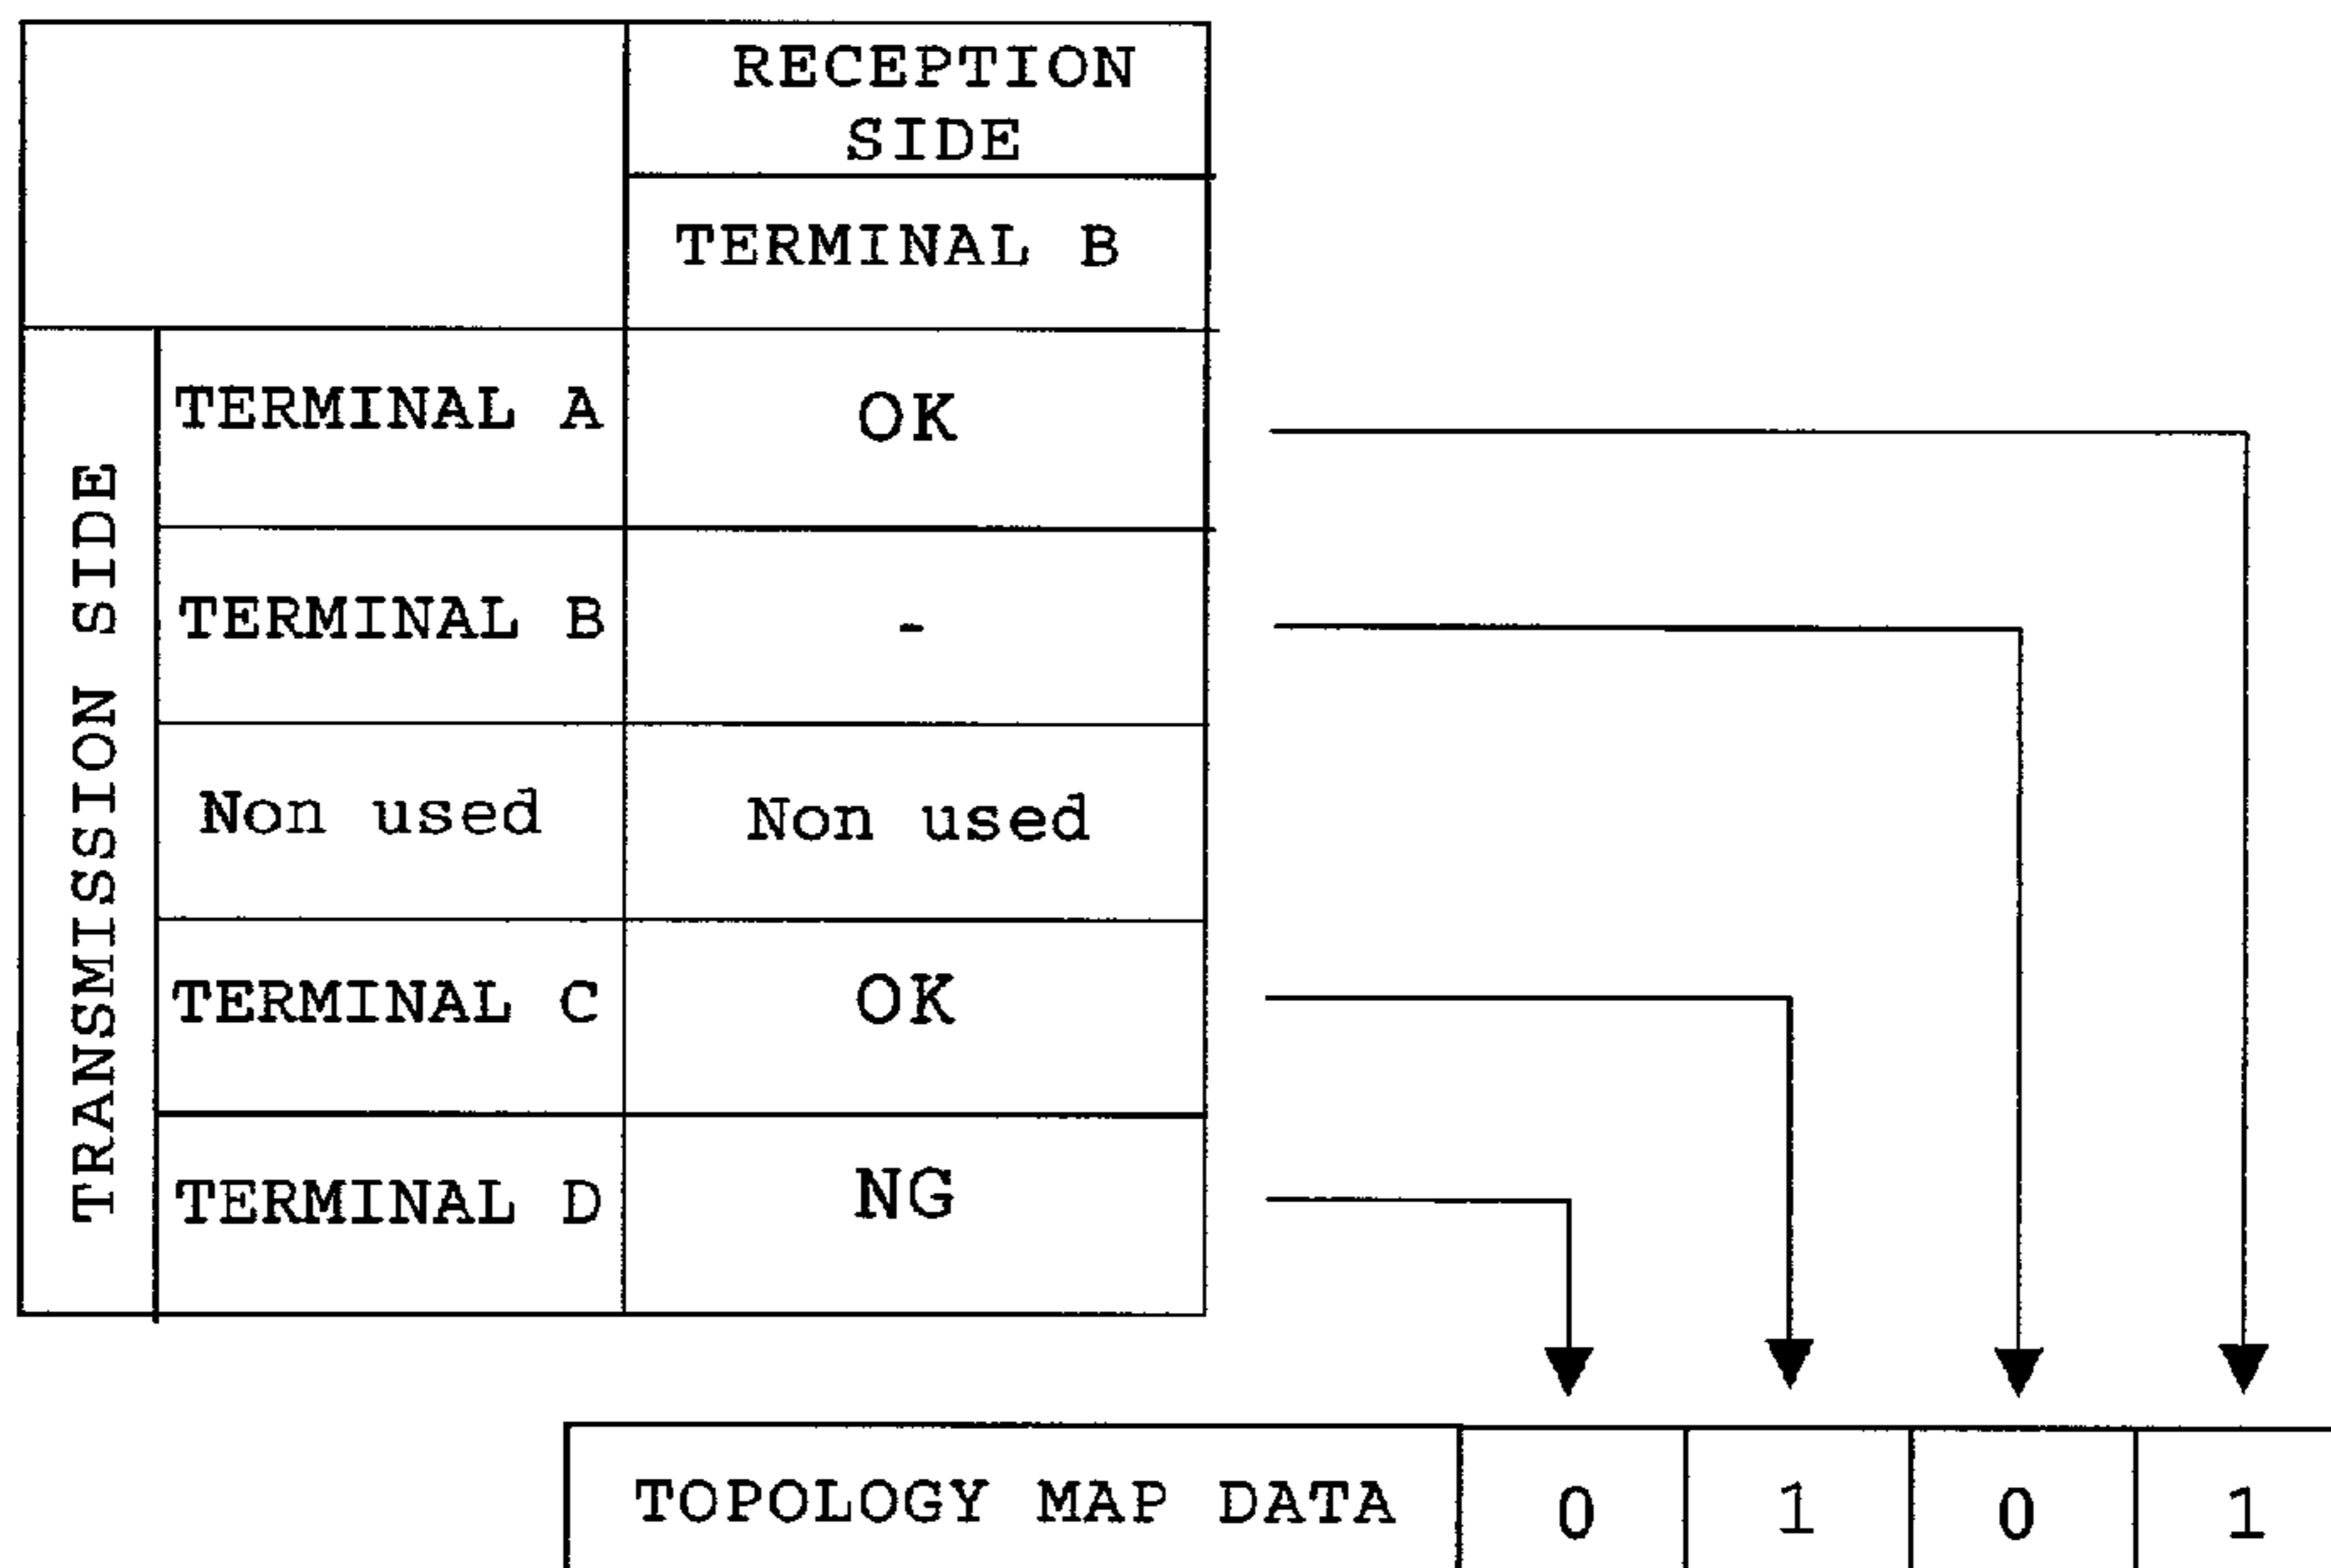 RECEPTION
SIDE
TERMINAL B
TRANSMISSION SIDE
TERMINAL A
OK
TERMINAL B
-
Non used
Non used
TERMINAL C
OK
TERMINAL D
NG
TOPOLOGY MAP DATA
0
1
0
1